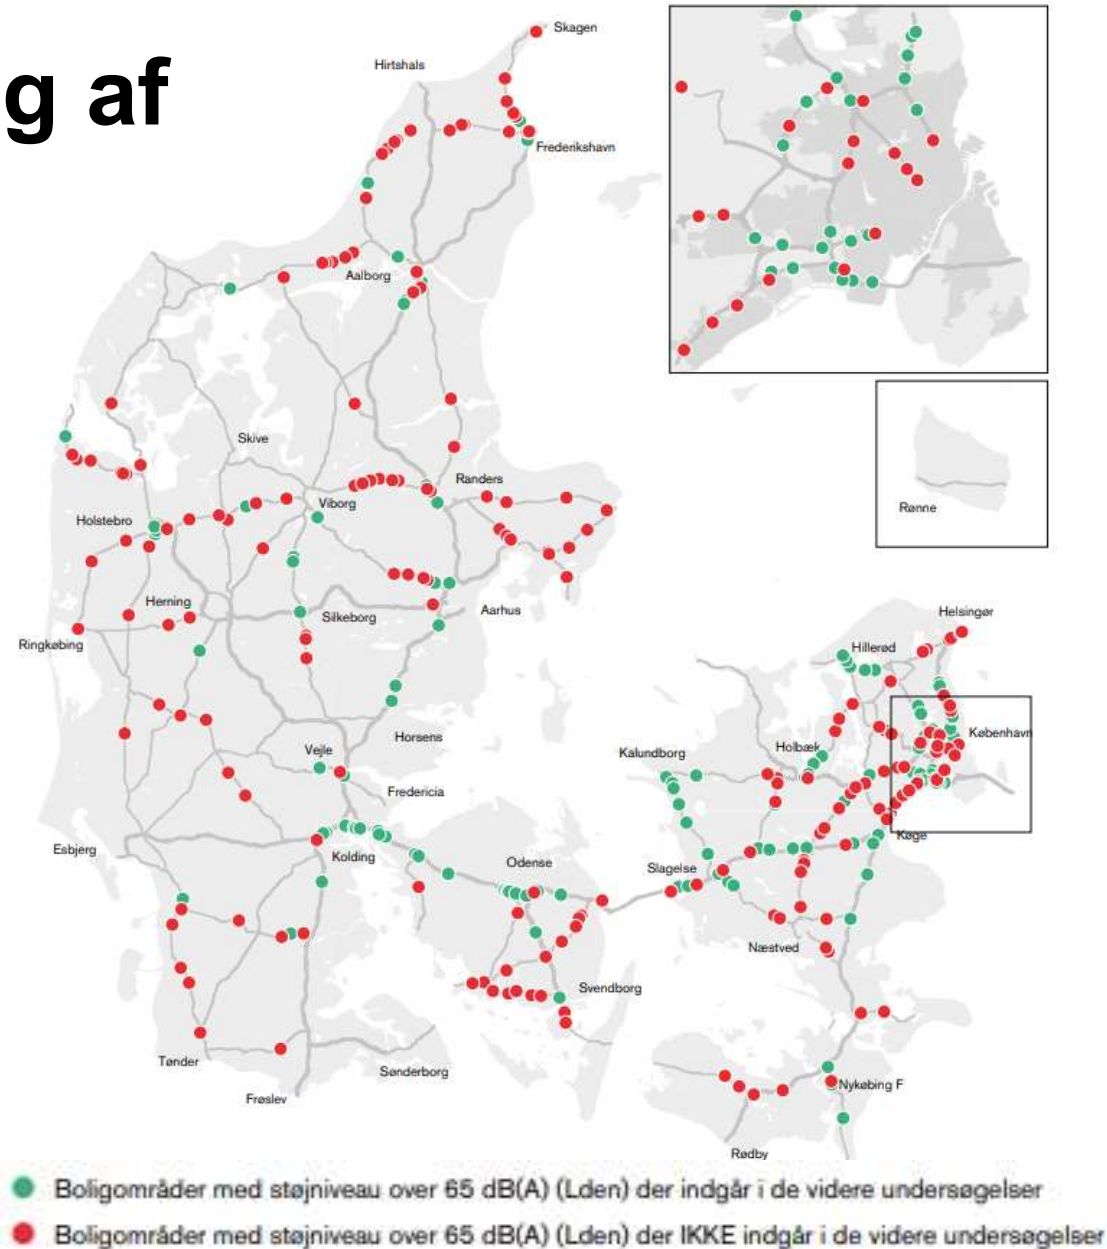 g af
Skagen
Hirtshals
Frederikshavn
Aalborg
Skive
Randers
Viborg
Holstebro
Rønne
Herning
Silkeborg
Aarhus
Ringkøbing
Helsingør
Hillerød
Horsens
København
Vejle
Kalundborg
Holbæk
Fredericia
Esbjerg
Kolding
Odense
Køge
Slagelse
Næstved
Svendborg
Tønder
Sønderborg
Nykøbing F
Frøslev
Rødby
Boligområder med støjniveau over 65 dB(A) (Lden) der indgår i de videre undersøgelser
Boligområder med støjniveau over 65 dB(A) (Lden) der IKKE indgår i de videre undersøgelser